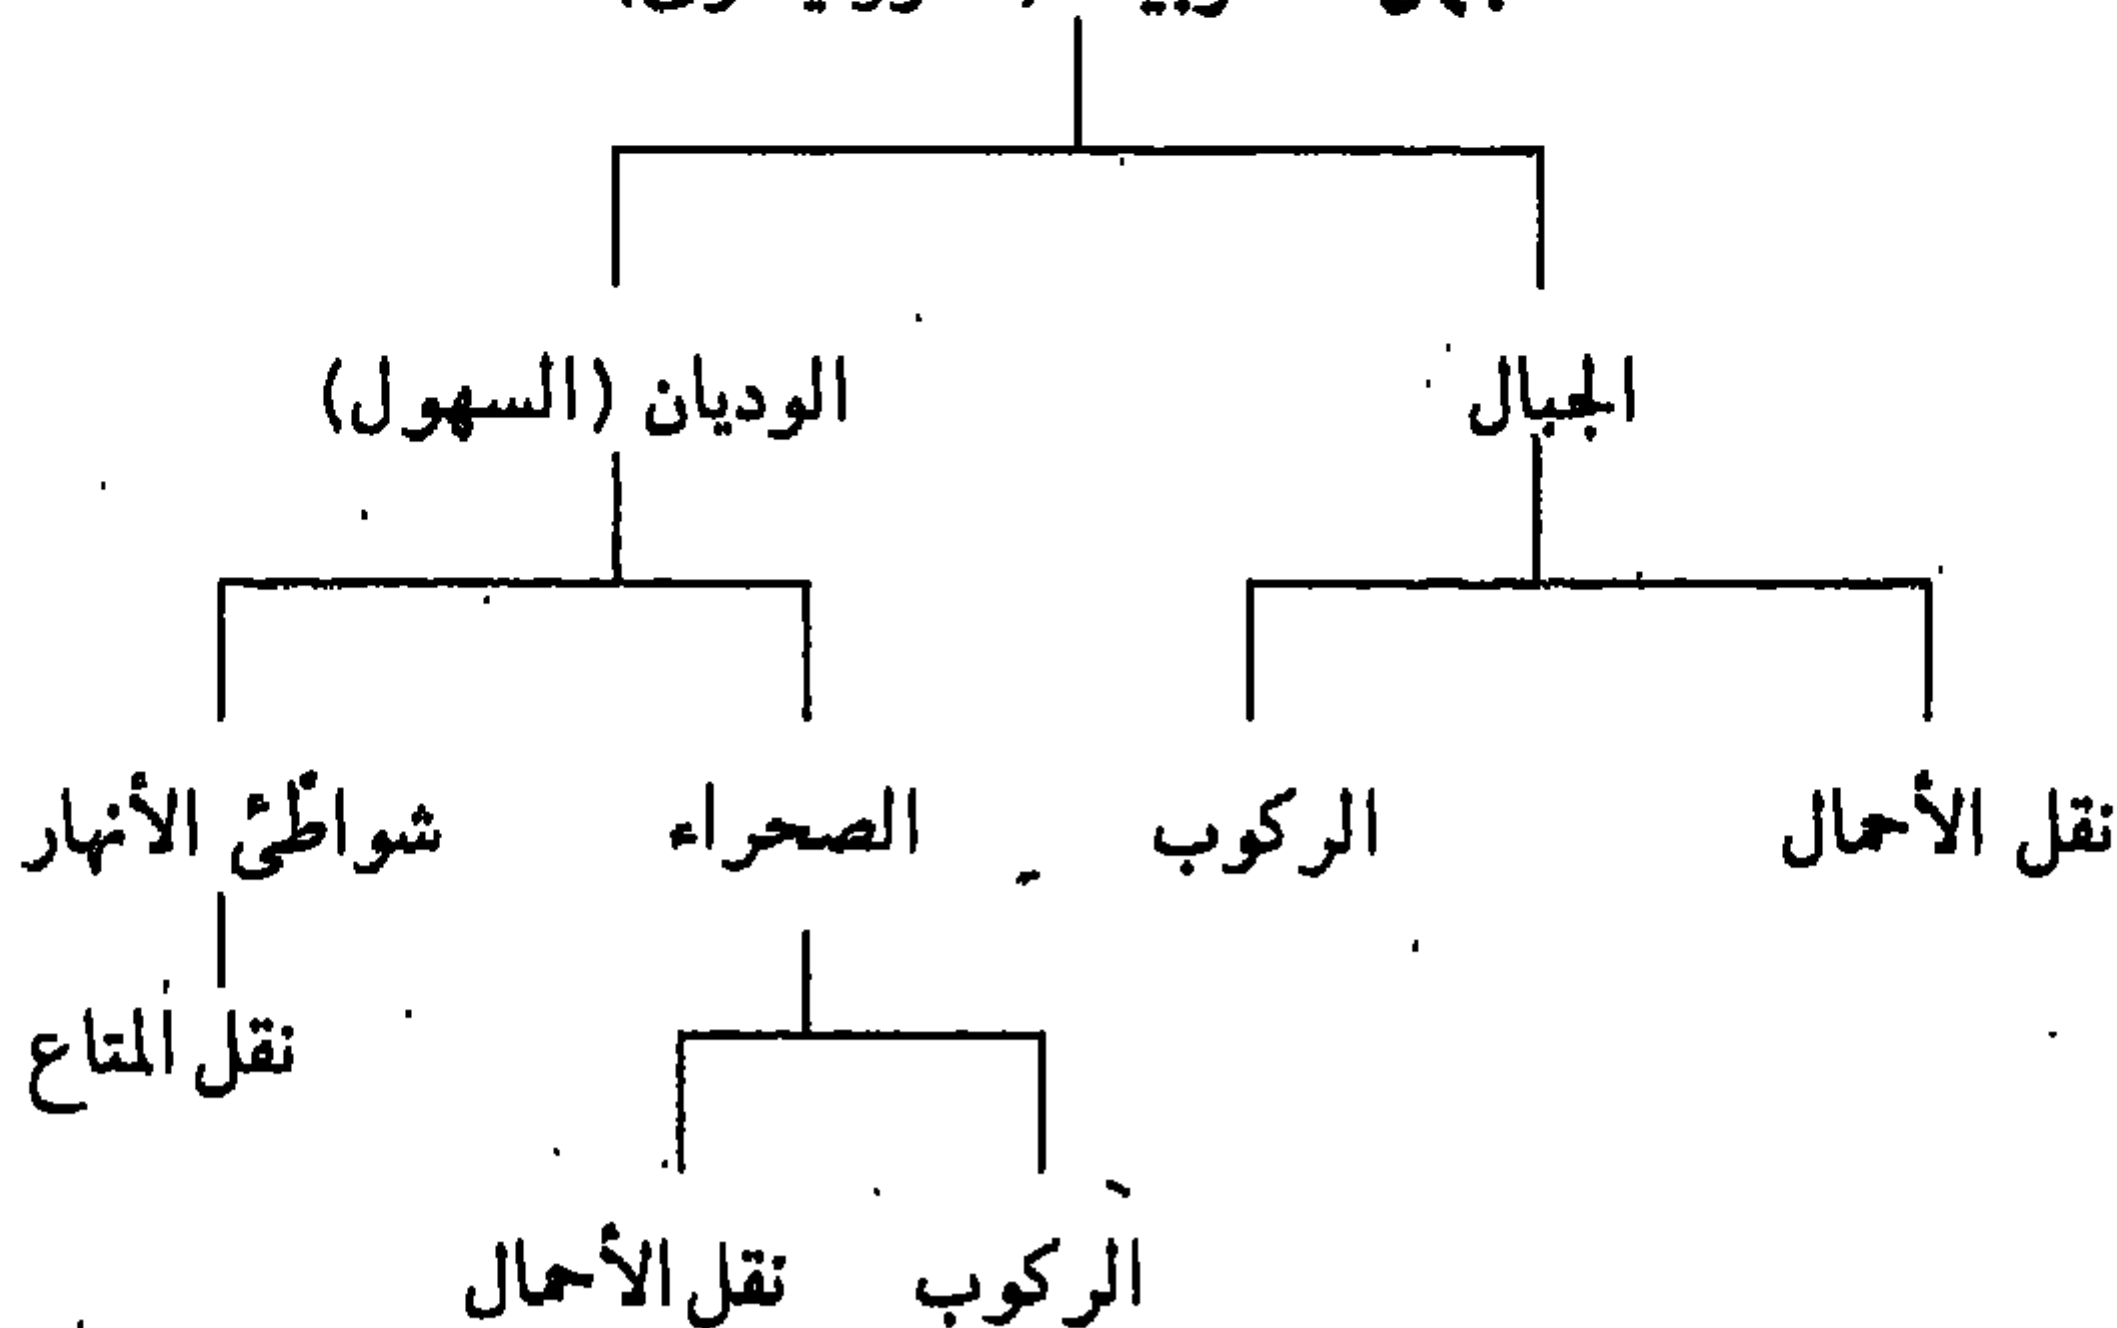 الجبال
الوديان (السهول)
نقل الأحمال
الركوب
الصحراء
شواطئ الأنهار
نقل المتاع
الركوب
نقل الأحمال